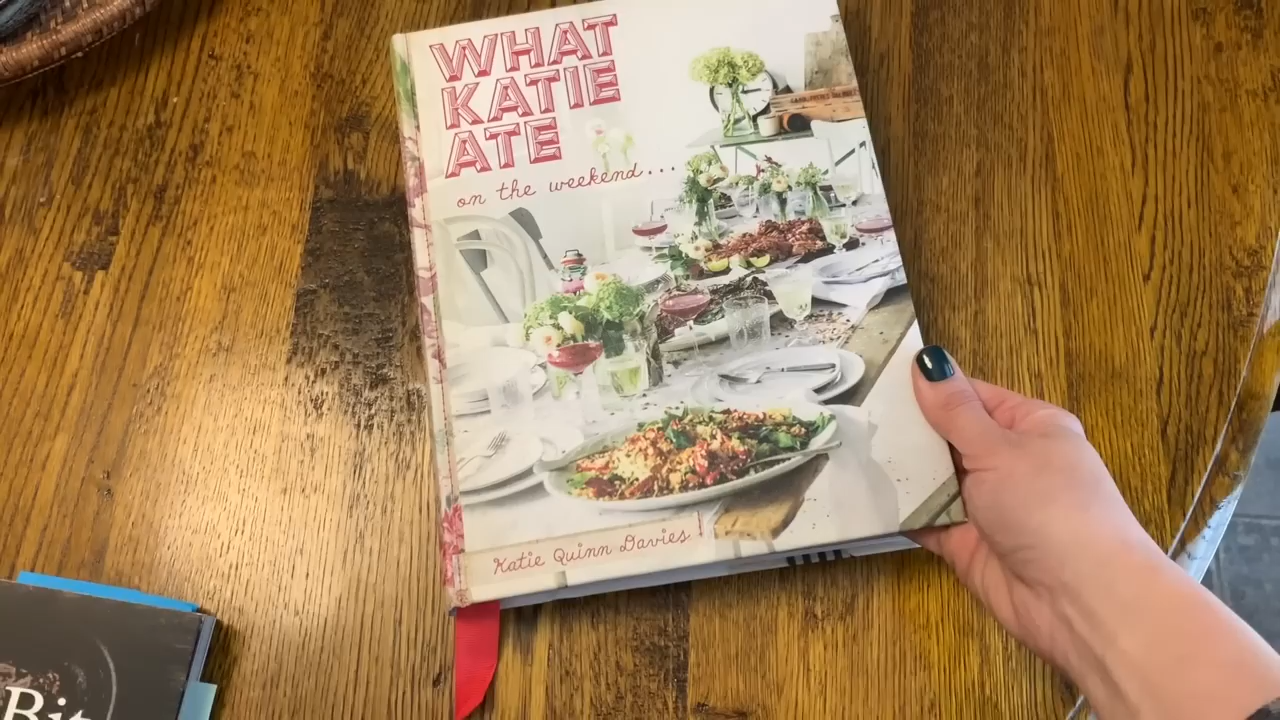 WHAT
KATIE
ATE
on the weekend...
Katie Quinn Davies